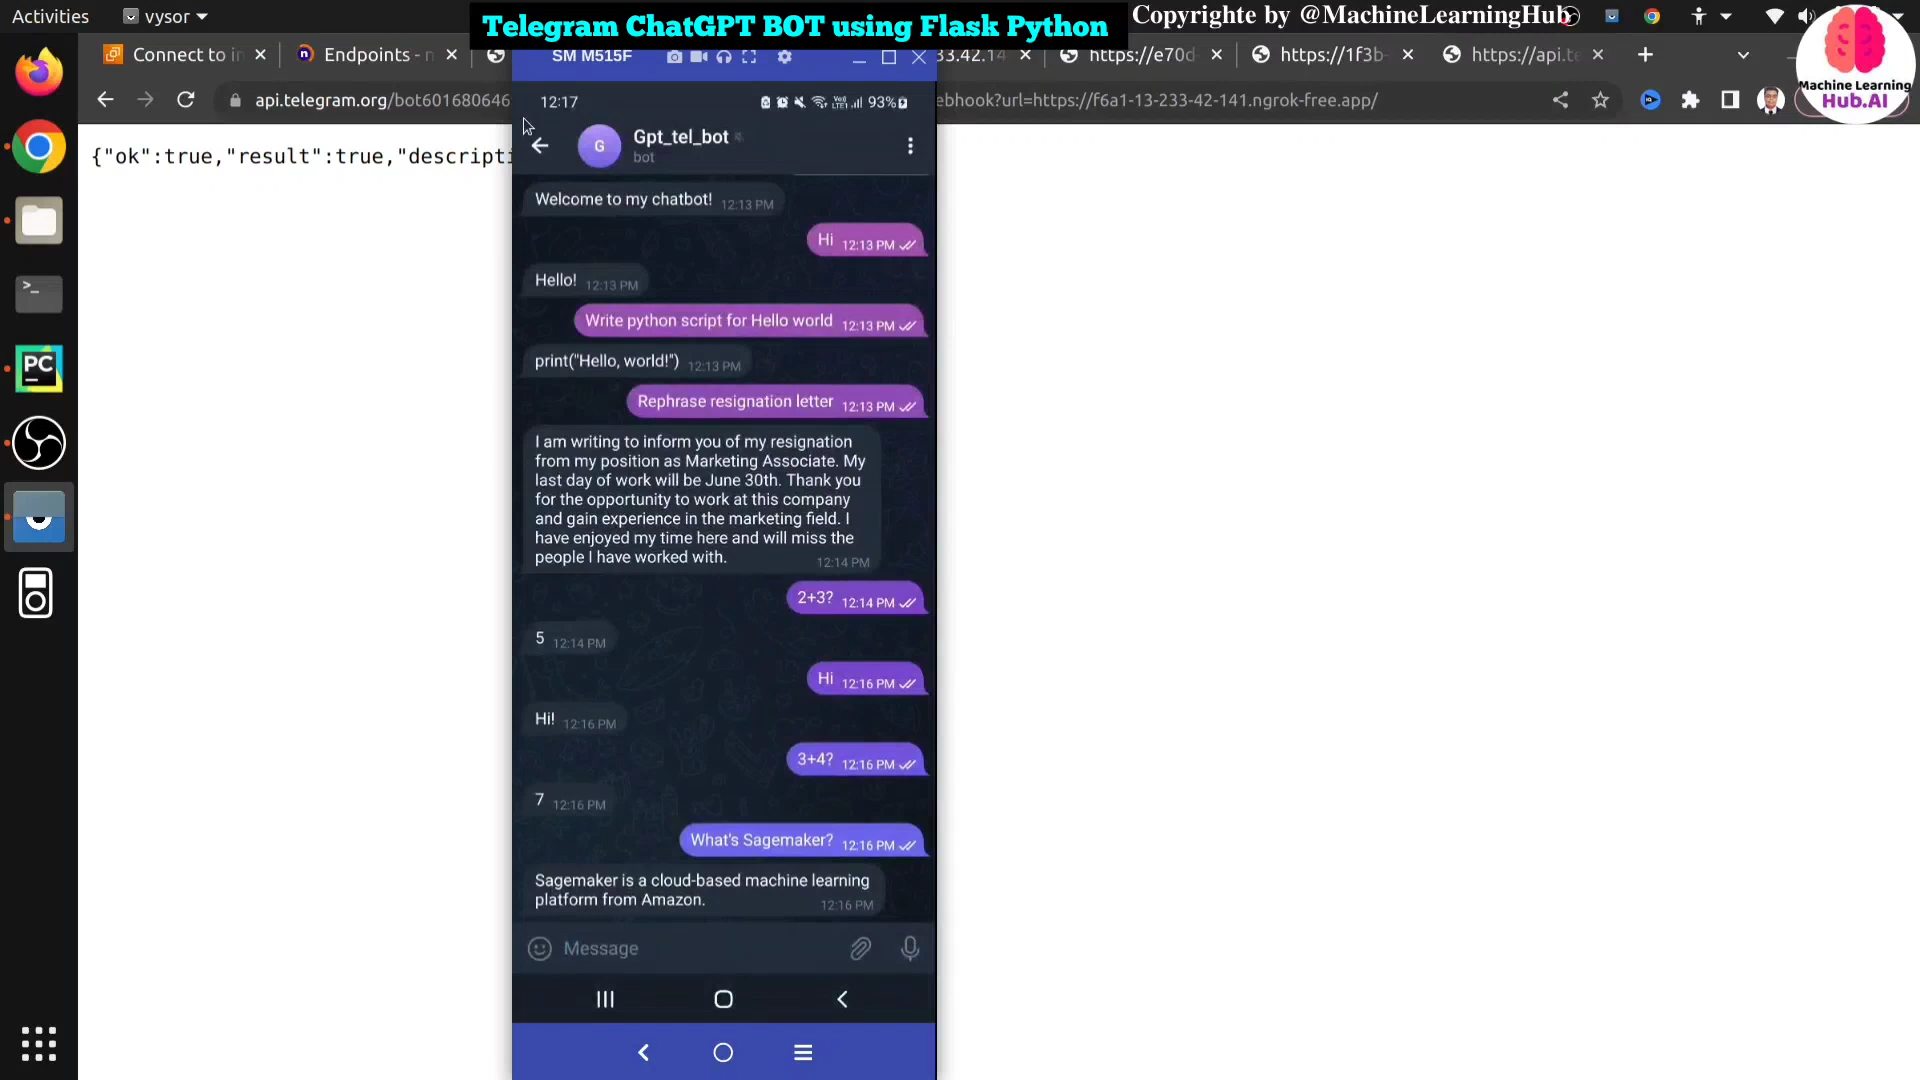 Activities
vysor
Telegram ChatGPT BOT using Flask Python
Copyrighte by @MachineLearningHub
Connect to in
Endpoints - n
SM M515F
33.42.14
https://e70d
https://1f3b-
https://api.te
Machine Learning
Hub.AI
api.telegram.org/bot601680646
ebhook?url=https://f6a1-13-233-42-141.ngrok-free.app/
{"ok":true,"result":true,"descripti
12:17
93%
G
Gpt_tel_bot
bot
Welcome to my chatbot! 12:13 PM
Hi 12:13 PM
Hello! 12:13 PM
Write python script for Hello world 12:13 PM
print("Hello, world!") 12:13 PM
Rephrase resignation letter 12:13 PM
I am writing to inform you of my resignation
from my position as Marketing Associate. My
last day of work will be June 30th. Thank you
for the opportunity to work at this company
and gain experience in the marketing field. I
have enjoyed my time here and will miss the
people I have worked with. 12:14 PM
2+3? 12:14 PM
5 12:14 PM
Hi 12:16 PM
Hi! 12:16 PM
3+4? 12:16 PM
7 12:16 PM
What's Sagemaker? 12:16 PM
Sagemaker is a cloud-based machine learning
platform from Amazon. 12:16 PM
Message
PC